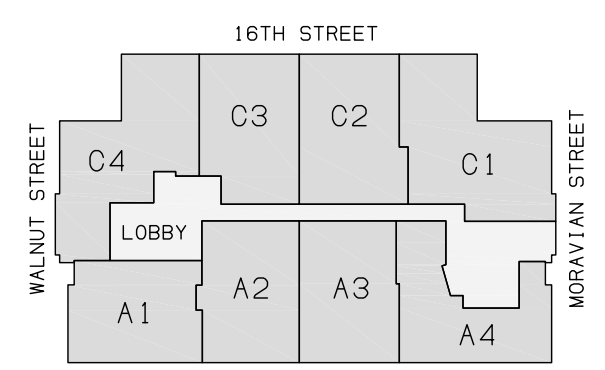 16TH STREET
WALNUT STREET
MORAVIAN STREET
C3
C2
C4
C1
LOBBY
A1
A2
A3
A4